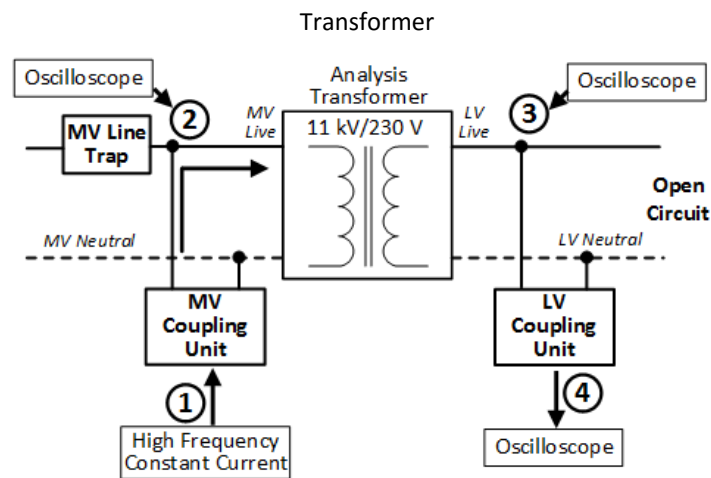 Transformer
Oscilloscope
2
MV Line
Trap
MV
Live
Analysis
Transformer
11 kV/230 V
LV
Live
3
Oscilloscope
Open
Circuit
MV Neutral
LV Neutral
MV
Coupling
Unit
LV
Coupling
Unit
1
High Frequency
Constant Current
4
Oscilloscope